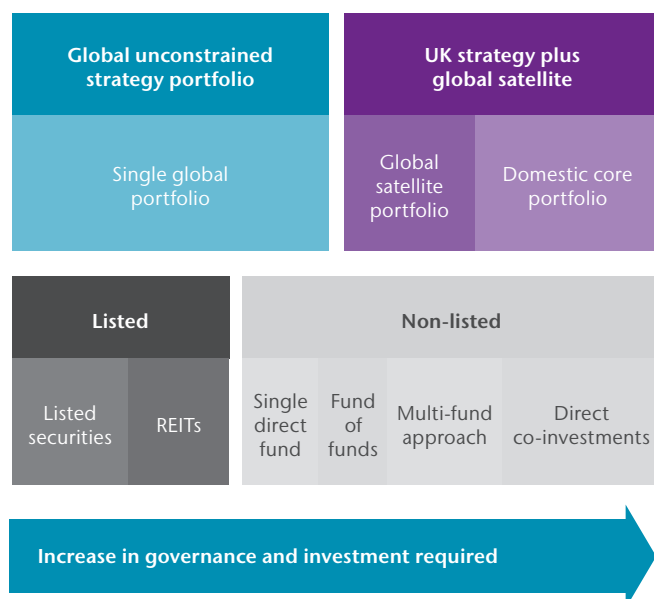 Global unconstrained
strategy portfolio
UK strategy plus
global satellite
Single global
portfolio
Global
satellite
portfolio
Domestic core
portfolio
Listed
Non-listed
Listed
securities
REITs
Single
direct
fund
Fund
of
funds
Multi-fund
approach
Direct
co-investments
Increase in governance and investment required